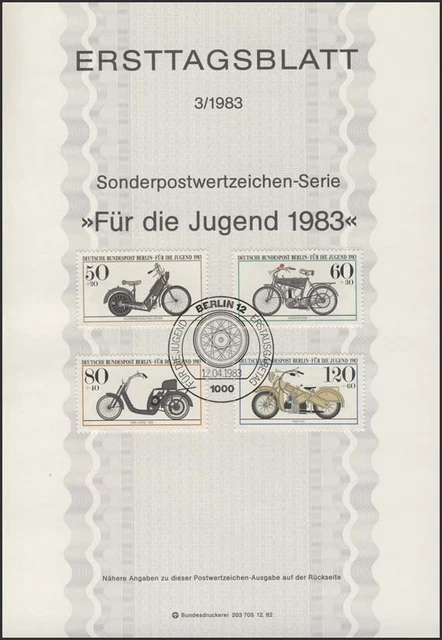 ERSTTAGSBLATT
3/1983
Sonderpostwertzeichen-Serie
»Für die Jugend 1983«
DEUTSCHE BUNDESPOST BERLIN · FÜR DIE JUGEND 1983
50
+20
DEUTSCHE BUNDESPOST BERLIN · FÜR DIE JUGEND 1983
60
+30
DEUTSCHE BUNDESPOST BERLIN · FÜR DIE JUGEND 1983
80
+40
DEUTSCHE BUNDESPOST BERLIN · FÜR DIE JUGEND 1983
120
+60
BERLIN 12
FÜR DIE JUGEND
ERSTAUSGABETAG
12.04.1983
1000
Nähere Angaben zu dieser Postwertzeichen-Ausgabe auf der Rückseite
Bundesdruckerei 203 705 12. 82